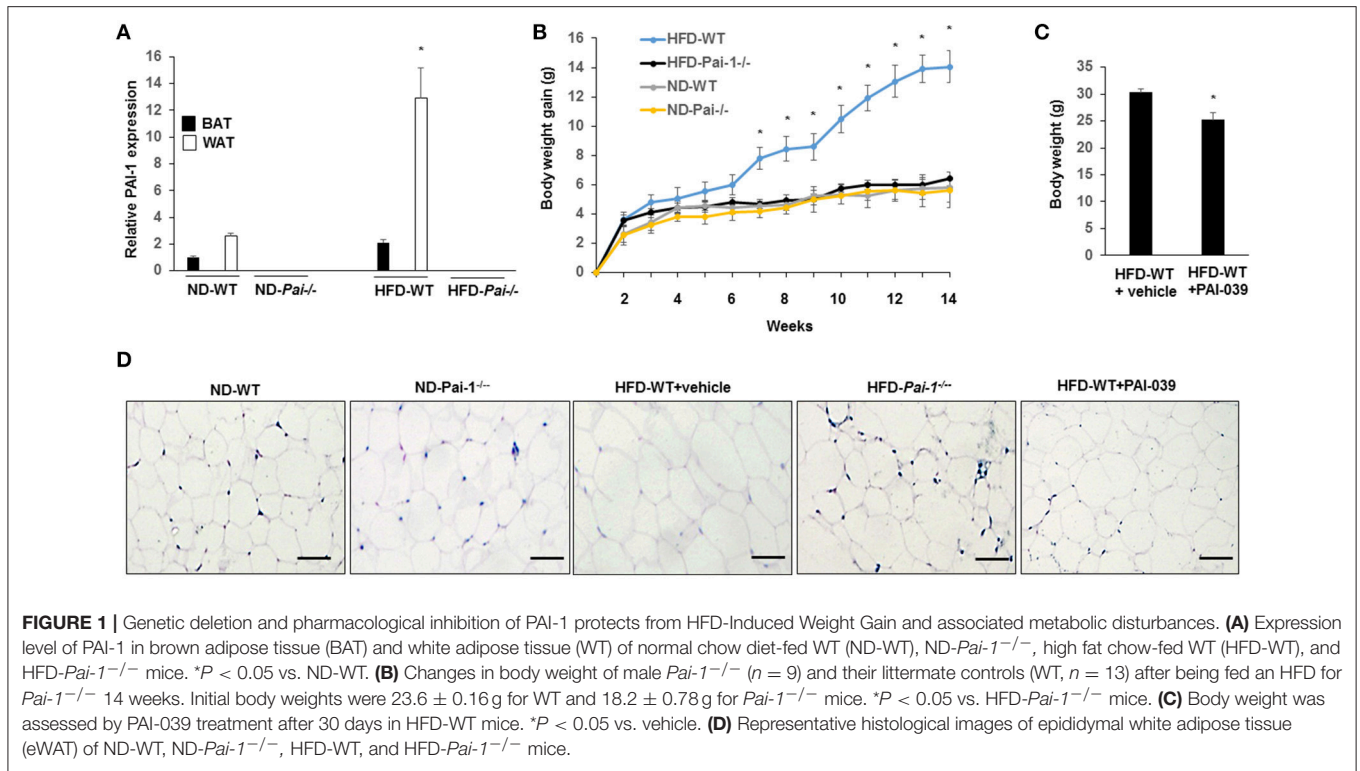 A
Relative PAI-1 expression
16
14
12
10
8
6
4
2
0
BAT
WAT
*
ND-WT
ND-Pai-/-
HFD-WT
HFD-Pai-/-
B
Body weight gain (g)
16
14
12
10
8
6
4
2
0
HFD-WT
HFD-Pai-1-/-
ND-WT
ND-Pai-/-
* * * * * * * *
2 4 6 8 10 12 14
Weeks
C
Body weight (g)
35
30
25
20
15
10
5
0
*
HFD-WT
+ vehicle
HFD-WT
+PAI-039
D
ND-WT
ND-Pai-1-/--
HFD-WT+vehicle
HFD-Pai-1-/--
HFD-WT+PAI-039
FIGURE 1 | Genetic deletion and pharmacological inhibition of PAI-1 protects from HFD-Induced Weight Gain and associated metabolic disturbances. (A) Expression
level of PAI-1 in brown adipose tissue (BAT) and white adipose tissue (WT) of normal chow diet-fed WT (ND-WT), ND-Pai-1−/−, high fat chow-fed WT (HFD-WT), and
HFD-Pai-1−/− mice. *P < 0.05 vs. ND-WT. (B) Changes in body weight of male Pai-1−/− (n = 9) and their littermate controls (WT, n = 13) after being fed an HFD for
Pai-1−/− 14 weeks. Initial body weights were 23.6 ± 0.16 g for WT and 18.2 ± 0.78 g for Pai-1−/− mice. *P < 0.05 vs. HFD-Pai-1−/− mice. (C) Body weight was
assessed by PAI-039 treatment after 30 days in HFD-WT mice. *P < 0.05 vs. vehicle. (D) Representative histological images of epididymal white adipose tissue
(eWAT) of ND-WT, ND-Pai-1−/−, HFD-WT, and HFD-Pai-1−/− mice.